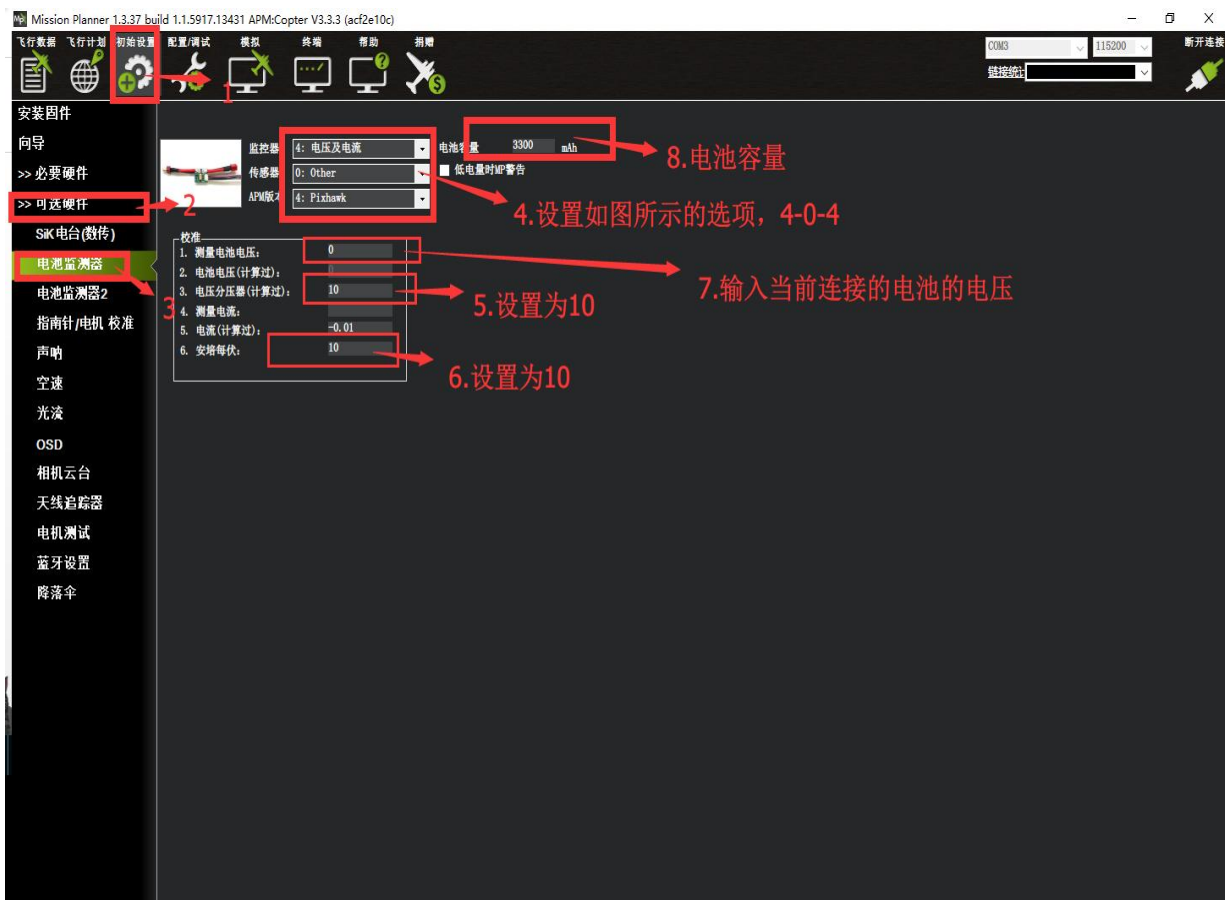 Mission Planner 1.3.37 build 1.1.5917.13431 APM:Copter V3.3.3 (acf2e10c)
飞行数据 飞行计划 初始设置 配置/调试 模拟 终端 帮助 捐赠
COM3 115200 断开连接
链接统计
1
安装固件
向导
>> 必要硬件
>> 可选硬件
2
SiK电台(数传)
电池监测器
3
电池监测器2
指南针/电机 校准
声呐
空速
光流
OSD
相机云台
天线追踪器
电机测试
蓝牙设置
降落伞
监控器 4: 电压及电流 电池容量 3300 mAh
8.电池容量
传感器 0: Other 低电量时MP警告
APM版本 4: Pixhawk
4.设置如图所示的选项，4-0-4
校准
1. 测量电池电压: 0
2. 电池电压(计算过): 0
7.输入当前连接的电池的电压
3. 电压分压器(计算过): 10
5.设置为10
4. 测量电流:
5. 电流(计算过): -0.01
6. 安培每伏: 10
6.设置为10